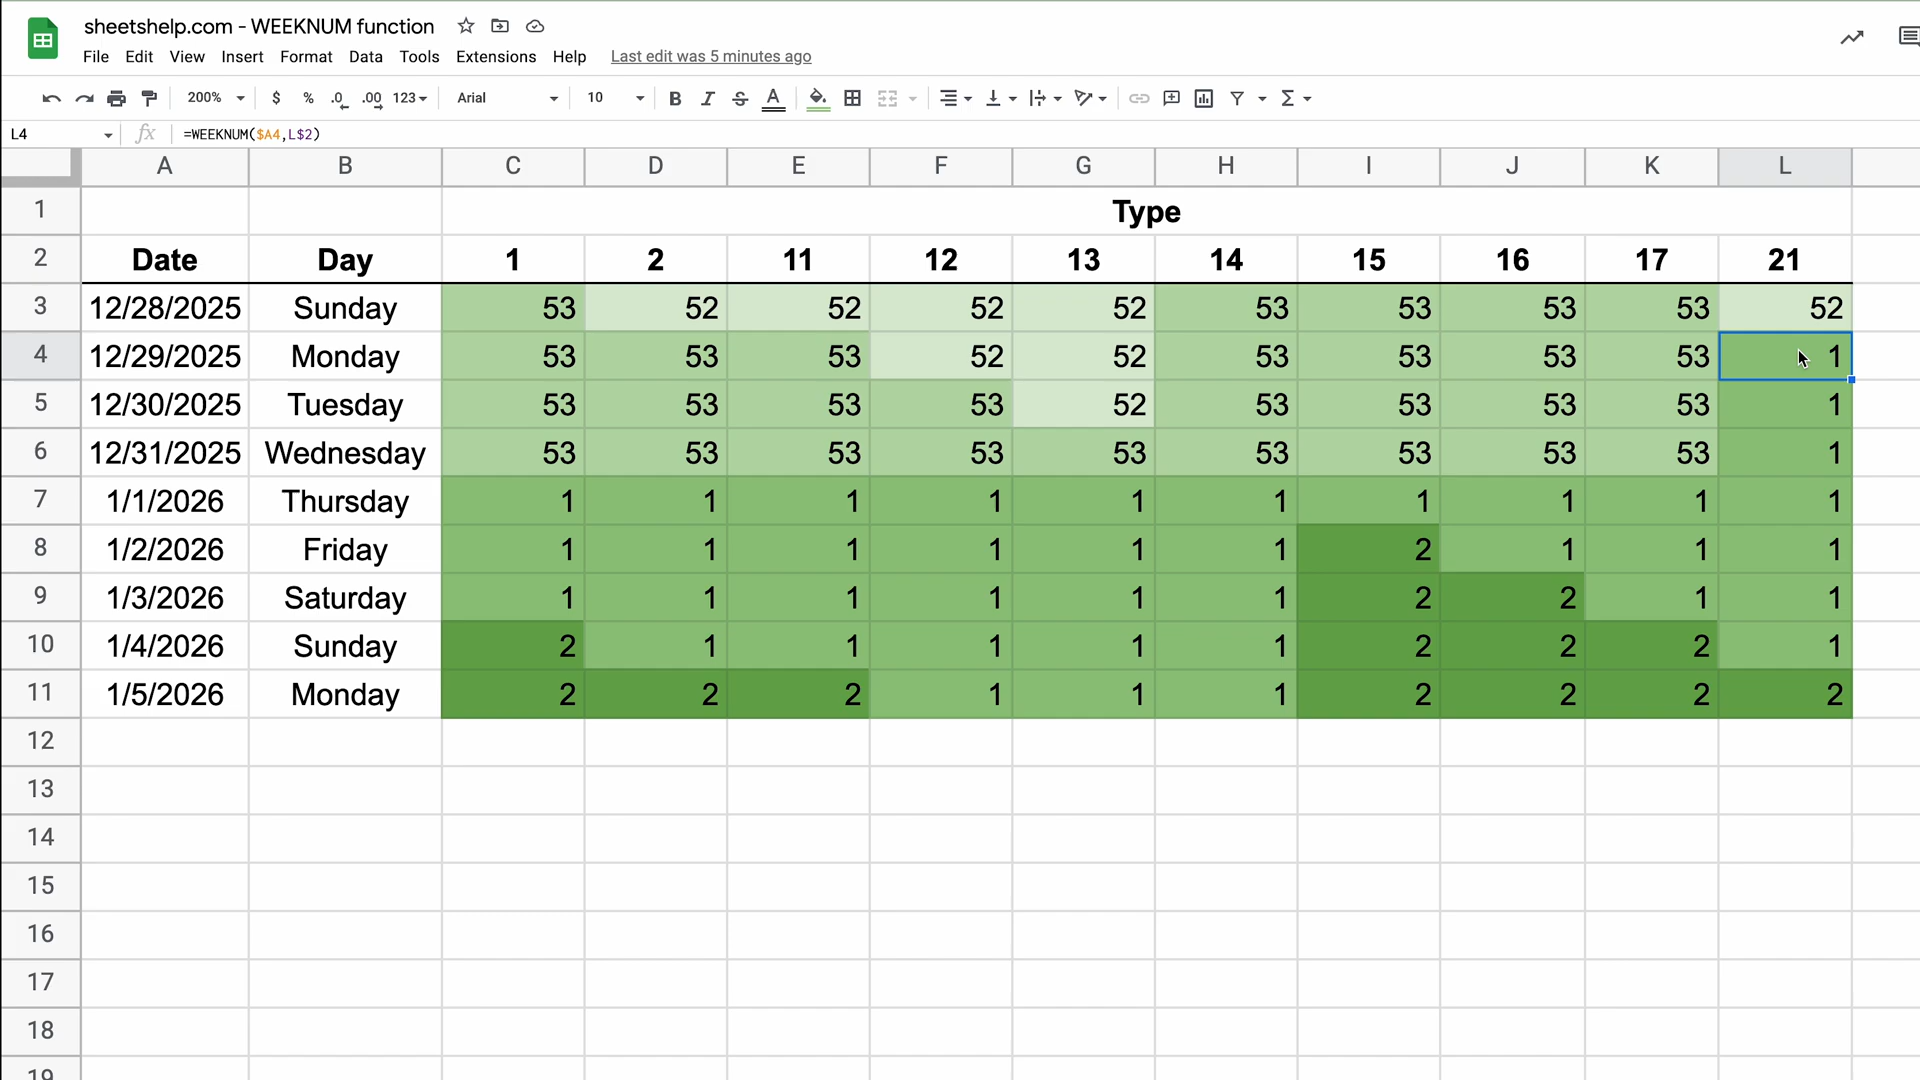 sheetshelp.com - WEEKNUM function
File Edit View Insert Format Data Tools Extensions Help Last edit was 5 minutes ago
200% $ % .0 .00 123 Arial 10 B I S A Σ
L4 fx =WEEKNUM($A4,L$2)
A B C D E F G H I J K L
1 Type
2 Date Day 1 2 11 12 13 14 15 16 17 21
3 12/28/2025 Sunday 53 52 52 52 52 53 53 53 53 52
4 12/29/2025 Monday 53 53 53 52 52 53 53 53 53 1
5 12/30/2025 Tuesday 53 53 53 53 52 53 53 53 53 1
6 12/31/2025 Wednesday 53 53 53 53 53 53 53 53 53 1
7 1/1/2026 Thursday 1 1 1 1 1 1 1 1 1 1
8 1/2/2026 Friday 1 1 1 1 1 1 2 1 1 1
9 1/3/2026 Saturday 1 1 1 1 1 1 2 2 1 1
10 1/4/2026 Sunday 2 1 1 1 1 1 2 2 2 1
11 1/5/2026 Monday 2 2 2 1 1 1 2 2 2 2
12
13
14
15
16
17
18
19